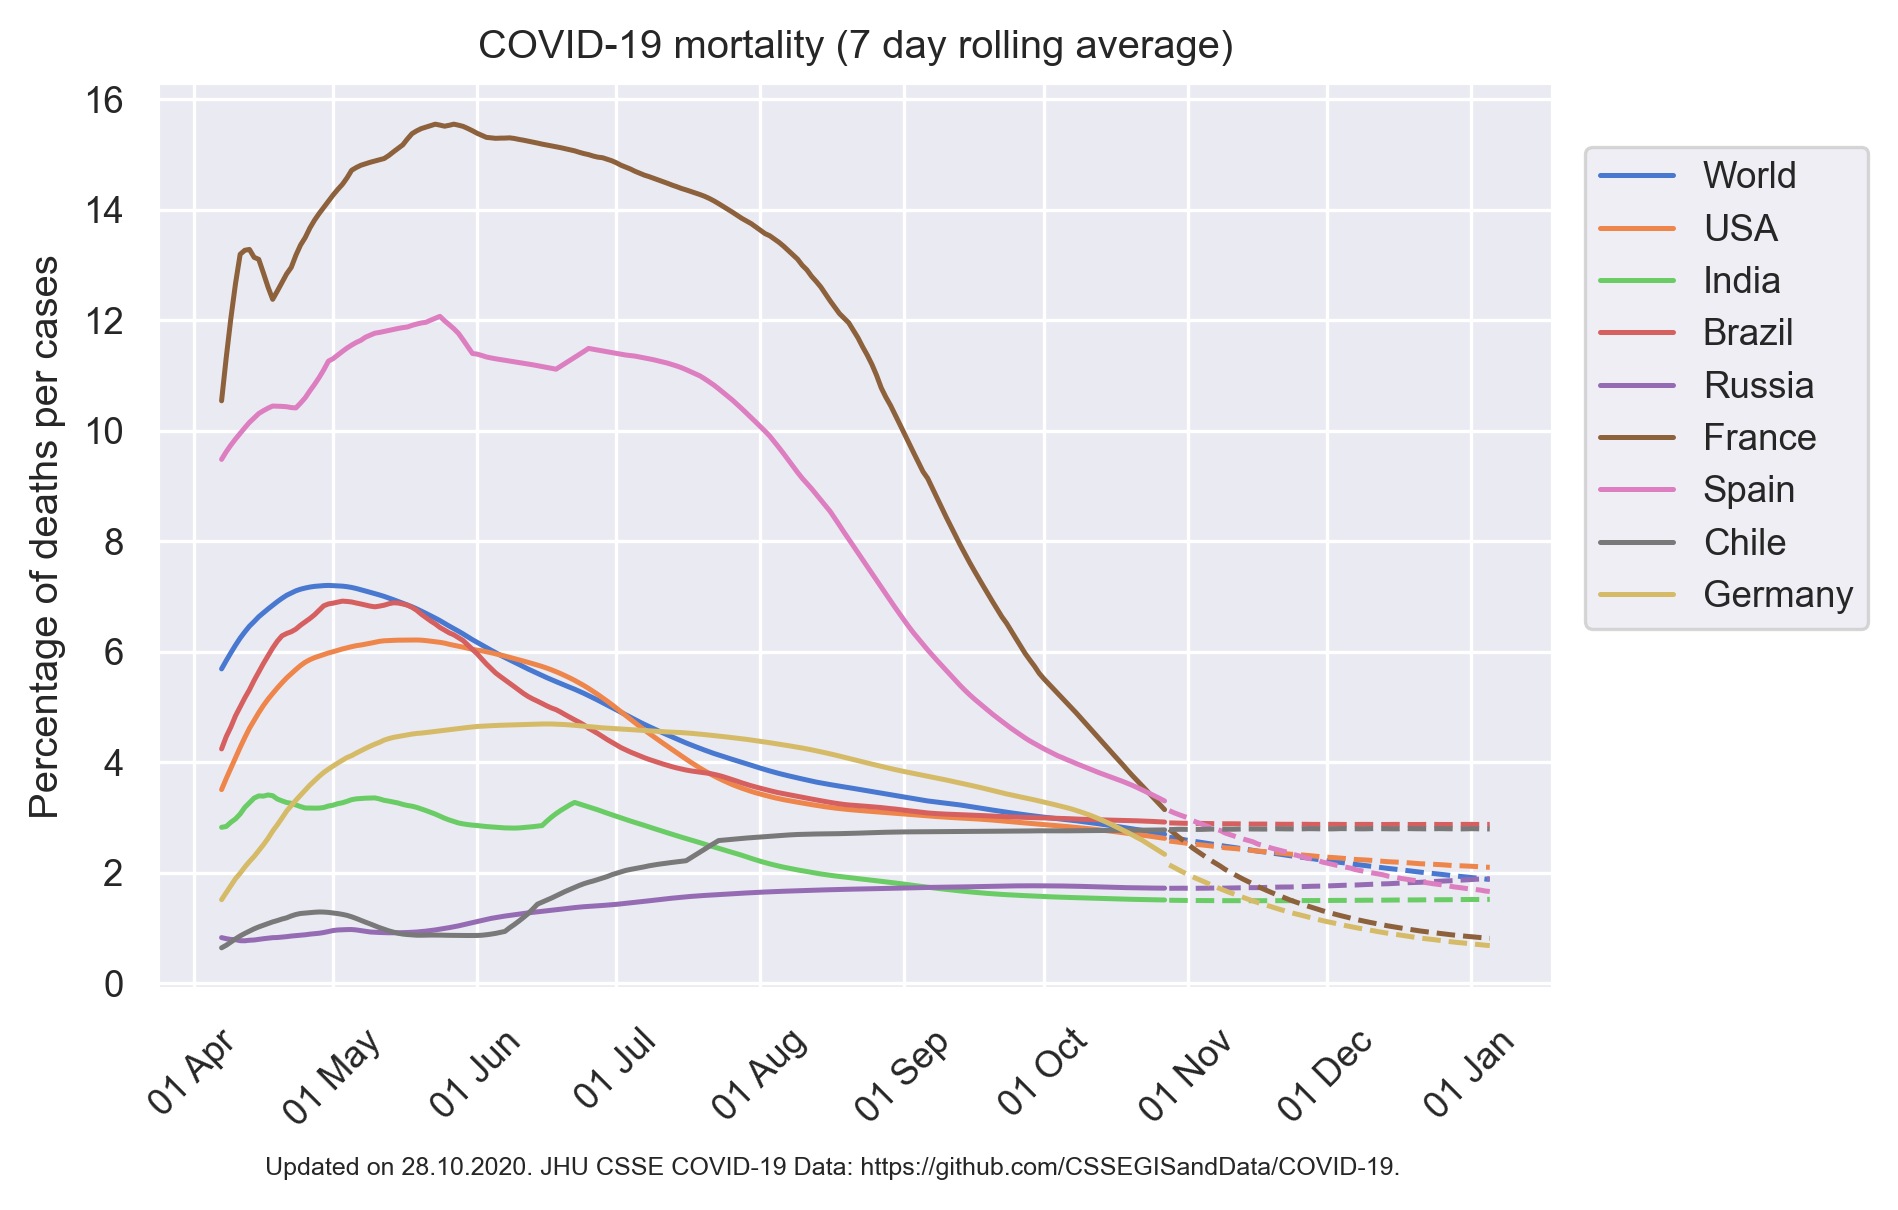 COVID-19 mortality (7 day rolling average)
Percentage of deaths per cases
16
14
12
10
8
6
4
2
0
01 Apr
01 May
01 Jun
01 Jul
01 Aug
01 Sep
01 Oct
01 Nov
01 Dec
01 Jan
World
USA
India
Brazil
Russia
France
Spain
Chile
Germany
Updated on 28.10.2020. JHU CSSE COVID-19 Data: https://github.com/CSSEGISandData/COVID-19.